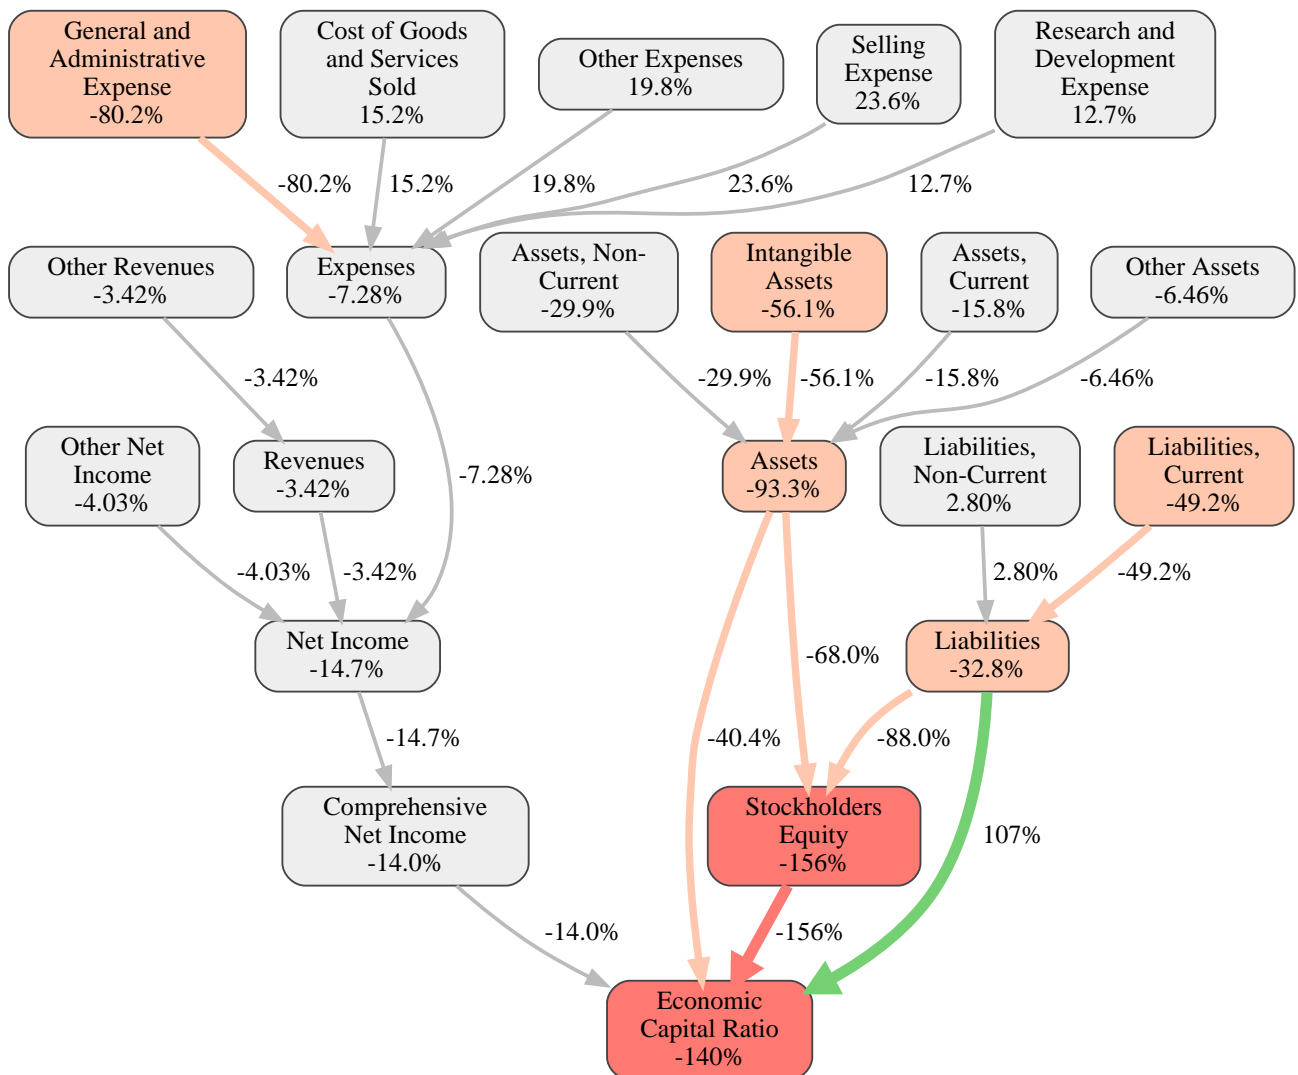 General and
Administrative
Expense
-80.2%
Cost of Goods
and Services
Sold
15.2%
Other Expenses
19.8%
Selling
Expense
23.6%
Research and
Development
Expense
12.7%
-80.2%
15.2%
19.8%
23.6%
12.7%
Other Revenues
-3.42%
Expenses
-7.28%
Assets, Non-
Current
-29.9%
Intangible
Assets
-56.1%
Assets,
Current
-15.8%
Other Assets
-6.46%
-3.42%
-29.9%
-56.1%
-15.8%
-6.46%
Other Net
Income
-4.03%
Revenues
-3.42%
-7.28%
Assets
-93.3%
Liabilities,
Non-Current
2.80%
Liabilities,
Current
-49.2%
-4.03%
-3.42%
2.80%
-49.2%
Net Income
-14.7%
-68.0%
Liabilities
-32.8%
-14.7%
-40.4%
-88.0%
Comprehensive
Net Income
-14.0%
Stockholders
Equity
-156%
107%
-14.0%
-156%
Economic
Capital Ratio
-140%